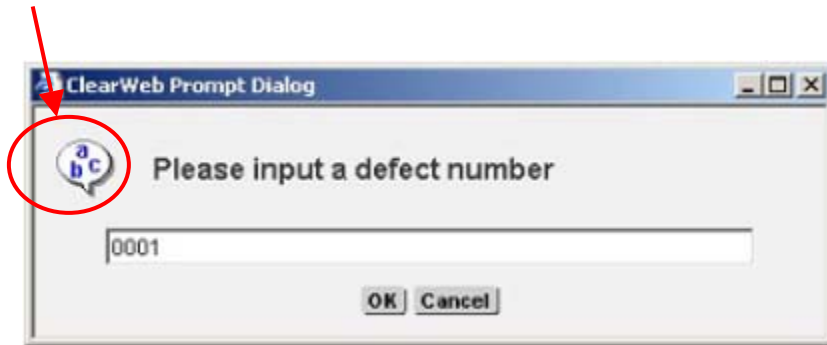 ClearWeb Prompt Dialog
a
b c
Please input a defect number
0001
OK Cancel